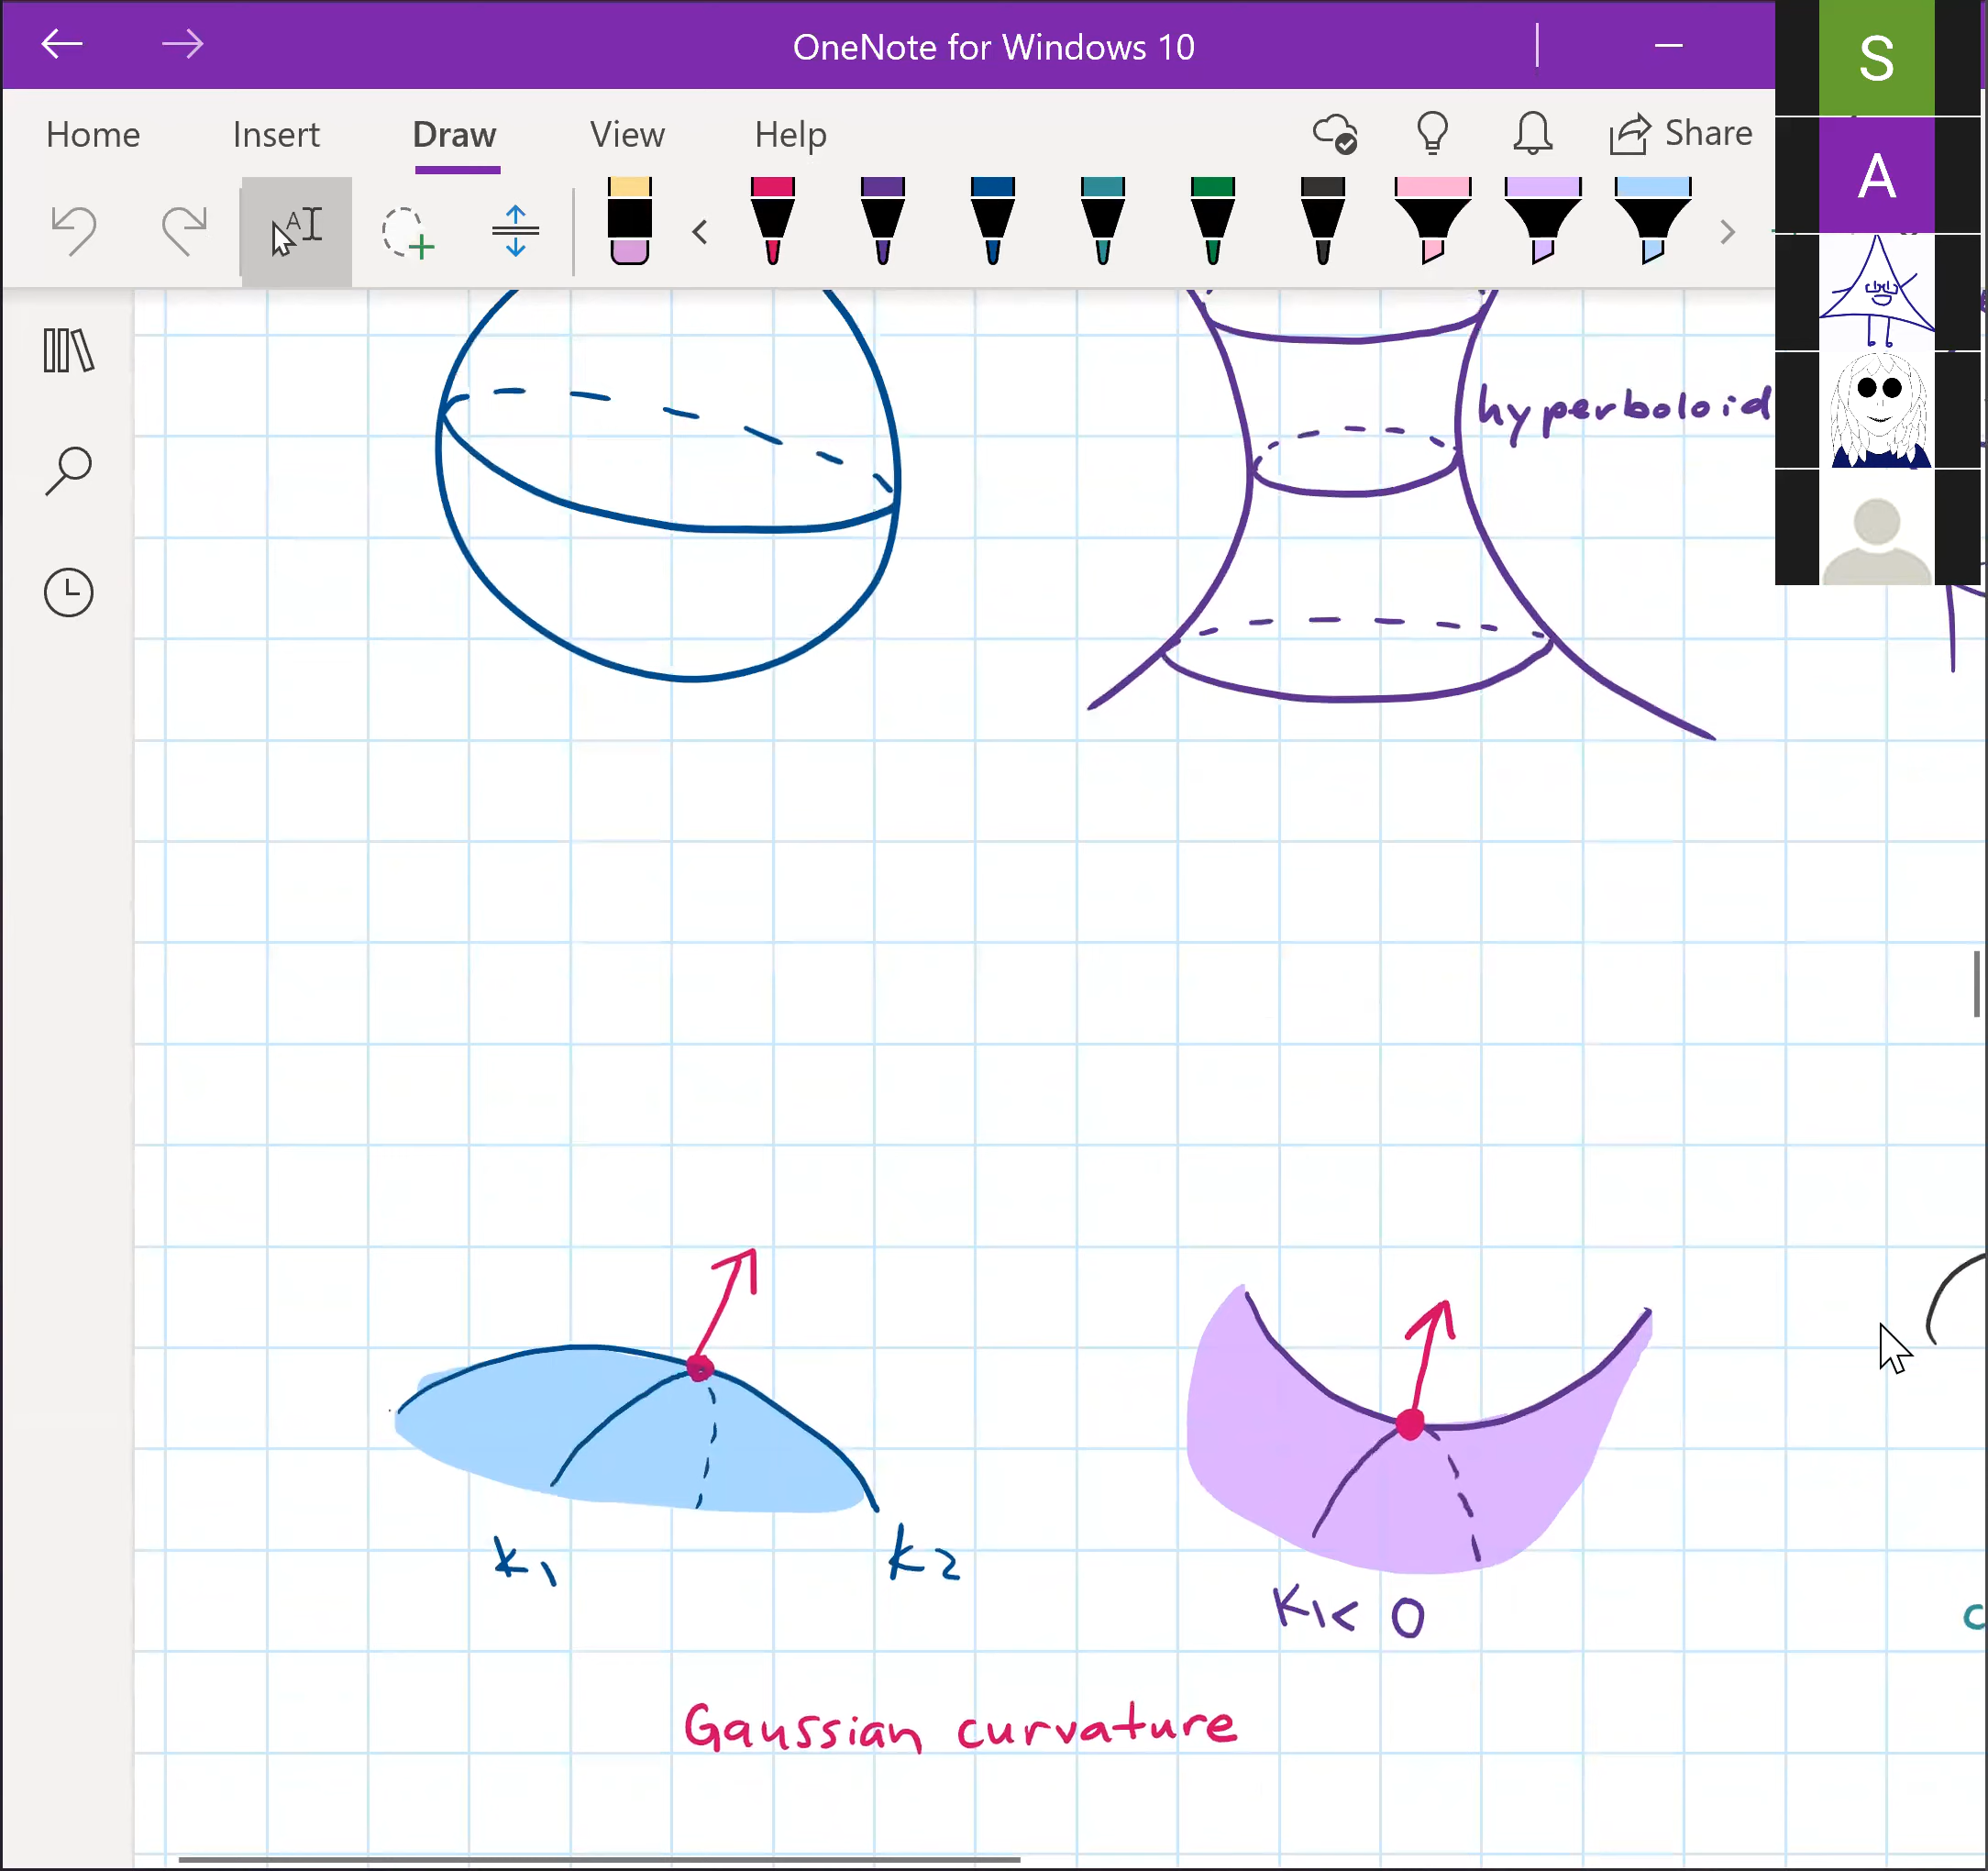 OneNote for Windows 10
S
Home Insert Draw View Help Share
A
hyperboloid
k1 k2
K1< 0
Gaussian curvature